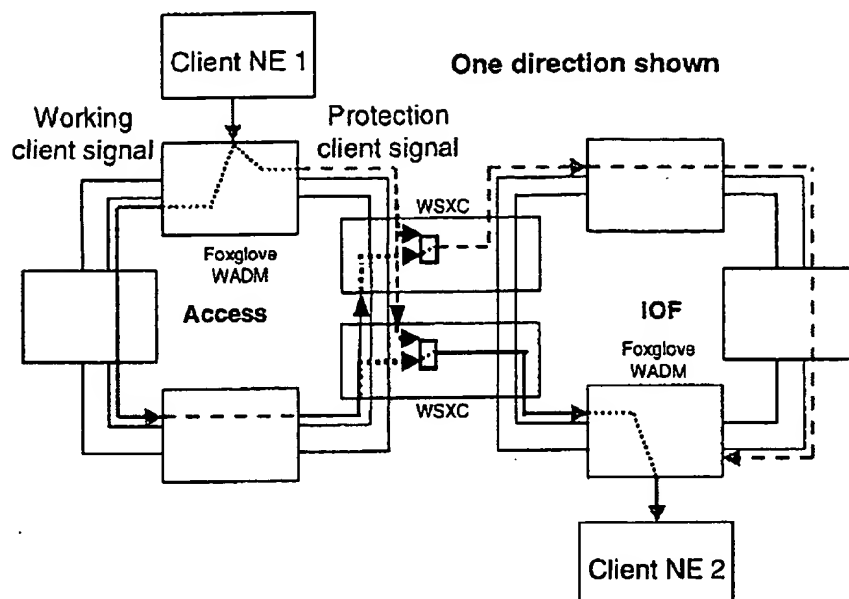 Client NE 1
One direction shown
Working
client signal
Protection
client signal
WSXC
Foxglove
WADM
Access
IOF
Foxglove
WADM
WSXC
Client NE 2